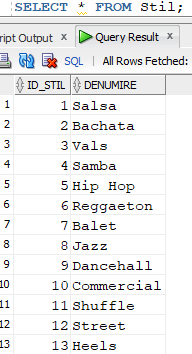 SELECT * FROM Stil;
ript Output × Query Result ×
SQL | All Rows Fetched:
ID_STIL DENUMIRE
1 1 Salsa
2 2 Bachata
3 3 Vals
4 4 Samba
5 5 Hip Hop
6 6 Reggaeton
7 7 Balet
8 8 Jazz
9 9 Dancehall
10 10 Commercial
11 11 Shuffle
12 12 Street
13 13 Heels